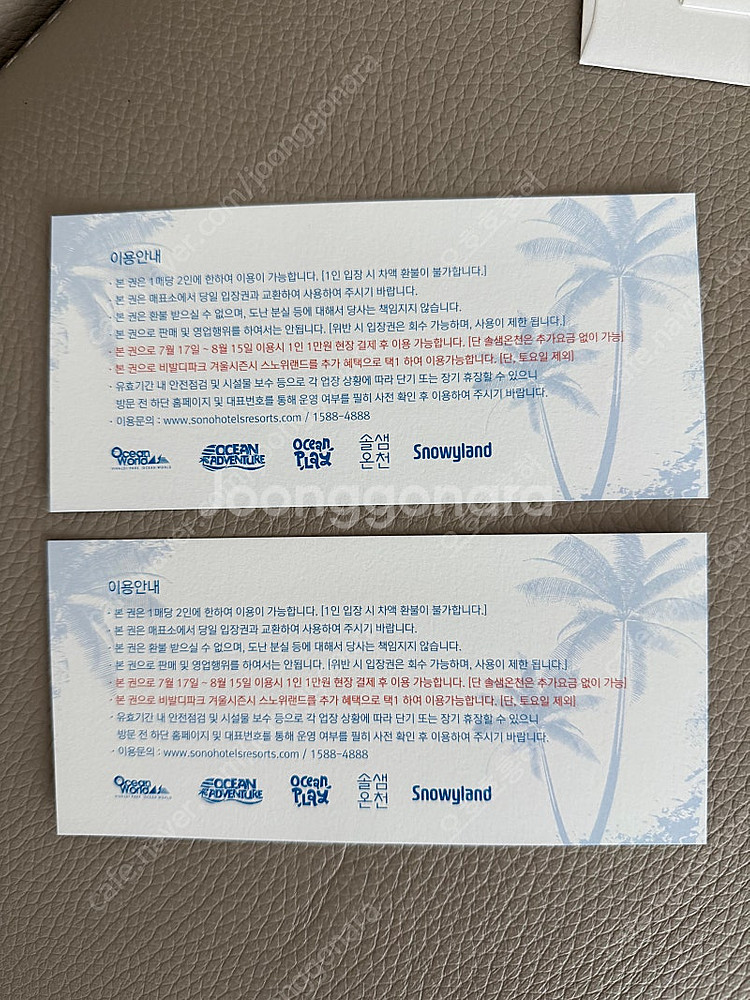 이용안내
· 본 권은 1매당 2인에 한하여 이용이 가능합니다. [1인 입장 시 차액 환불이 불가합니다.]
· 본 권은 매표소에서 당일 입장권과 교환하여 사용하여 주시기 바랍니다.
· 본 권은 환불 받으실 수 없으며, 도난 분실 등에 대해서 당사는 책임지지 않습니다.
· 본 권으로 판매 및 영업행위를 하여서는 안됩니다. [위반 시 입장권은 회수 가능하며, 사용이 제한 됩니다.]
· 본 권으로 7월 17일 ~ 8월 15일 이용시 1인 1만원 현장 결제 후 이용 가능합니다. [단 솔샘온천은 추가요금 없이 가능]
· 본 권으로 비발디파크 겨울시즌시 스노위랜드를 추가 혜택으로 택1 하여 이용가능합니다. [단, 토요일 제외]
· 유효기간 내 안전점검 및 시설물 보수 등으로 각 업장 상황에 따라 단기 또는 장기 휴장할 수 있으니
방문 전 하단 홈페이지 및 대표번호를 통해 운영 여부를 필히 사전 확인 후 이용하여 주시기 바랍니다.
· 이용문의 : www.sonohotelsresorts.com / 1588-4888
Ocean World OCEAN ADVENTURE Ocean PLAY 솔샘온천 Snowyland
Joonggonara
이용안내
· 본 권은 1매당 2인에 한하여 이용이 가능합니다. [1인 입장 시 차액 환불이 불가합니다.]
· 본 권은 매표소에서 당일 입장권과 교환하여 사용하여 주시기 바랍니다.
· 본 권은 환불 받으실 수 없으며, 도난 분실 등에 대해서 당사는 책임지지 않습니다.
· 본 권으로 판매 및 영업행위를 하여서는 안됩니다. [위반 시 입장권은 회수 가능하며, 사용이 제한 됩니다.]
· 본 권으로 7월 17일 ~ 8월 15일 이용시 1인 1만원 현장 결제 후 이용 가능합니다. [단 솔샘온천은 추가요금 없이 가능]
· 본 권으로 비발디파크 겨울시즌시 스노위랜드를 추가 혜택으로 택1 하여 이용가능합니다. [단, 토요일 제외]
· 유효기간 내 안전점검 및 시설물 보수 등으로 각 업장 상황에 따라 단기 또는 장기 휴장할 수 있으니
방문 전 하단 홈페이지 및 대표번호를 통해 운영 여부를 필히 사전 확인 후 이용하여 주시기 바랍니다.
· 이용문의 : www.sonohotelsresorts.com / 1588-4888
Ocean World OCEAN ADVENTURE Ocean PLAY 솔샘온천 Snowyland
cafe.naver.com/joonggonara